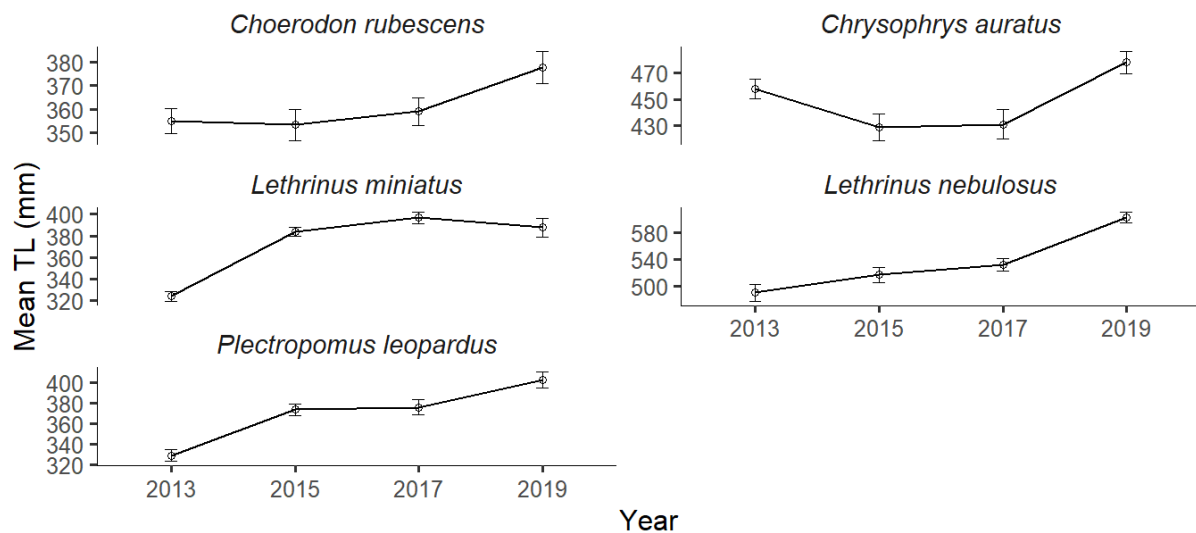 Choerodon rubescens
380
370
360
350
Chrysophrys auratus
470
450
430
Mean TL (mm)
Lethrinus miniatus
400
380
360
340
320
Lethrinus nebulosus
580
540
500
2013 2015 2017 2019
Plectropomus leopardus
400
380
360
340
320
2013 2015 2017 2019
Year